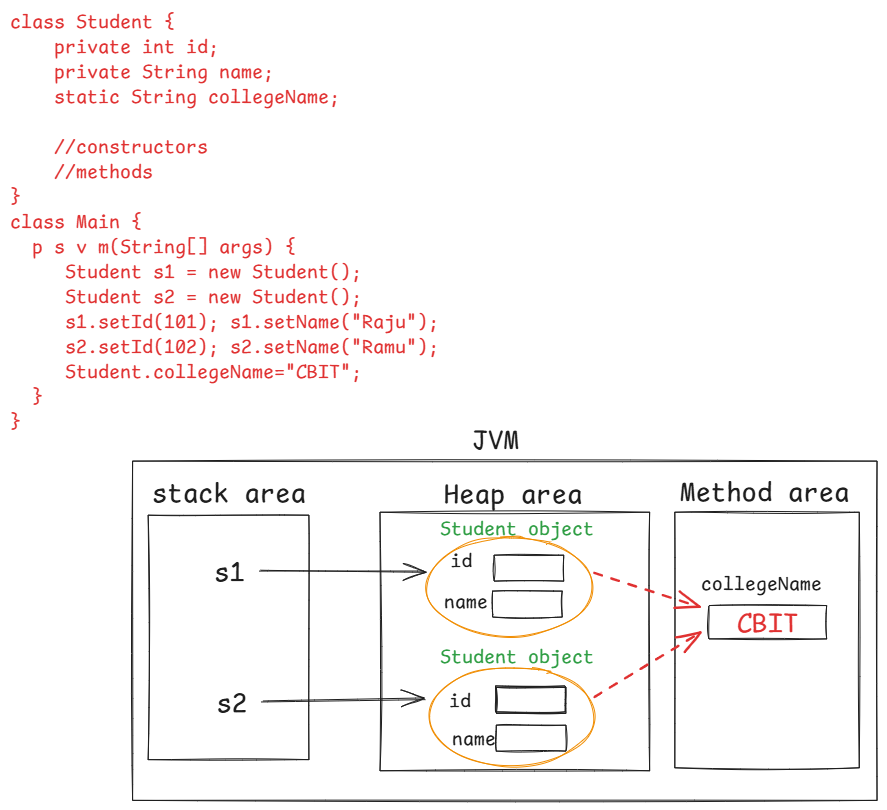 class Student {
    private int id;
    private String name;
    static String collegeName;

    //constructors
    //methods
}
class Main {
  p s v m(String[] args) {
     Student s1 = new Student();
     Student s2 = new Student();
     s1.setId(101); s1.setName("Raju");
     s2.setId(102); s2.setName("Ramu");
     Student.collegeName="CBIT";
  }
}
JVM
stack area
Heap area
Method area
Student object
s1
id
name
collegeName
CBIT
Student object
s2
id
name